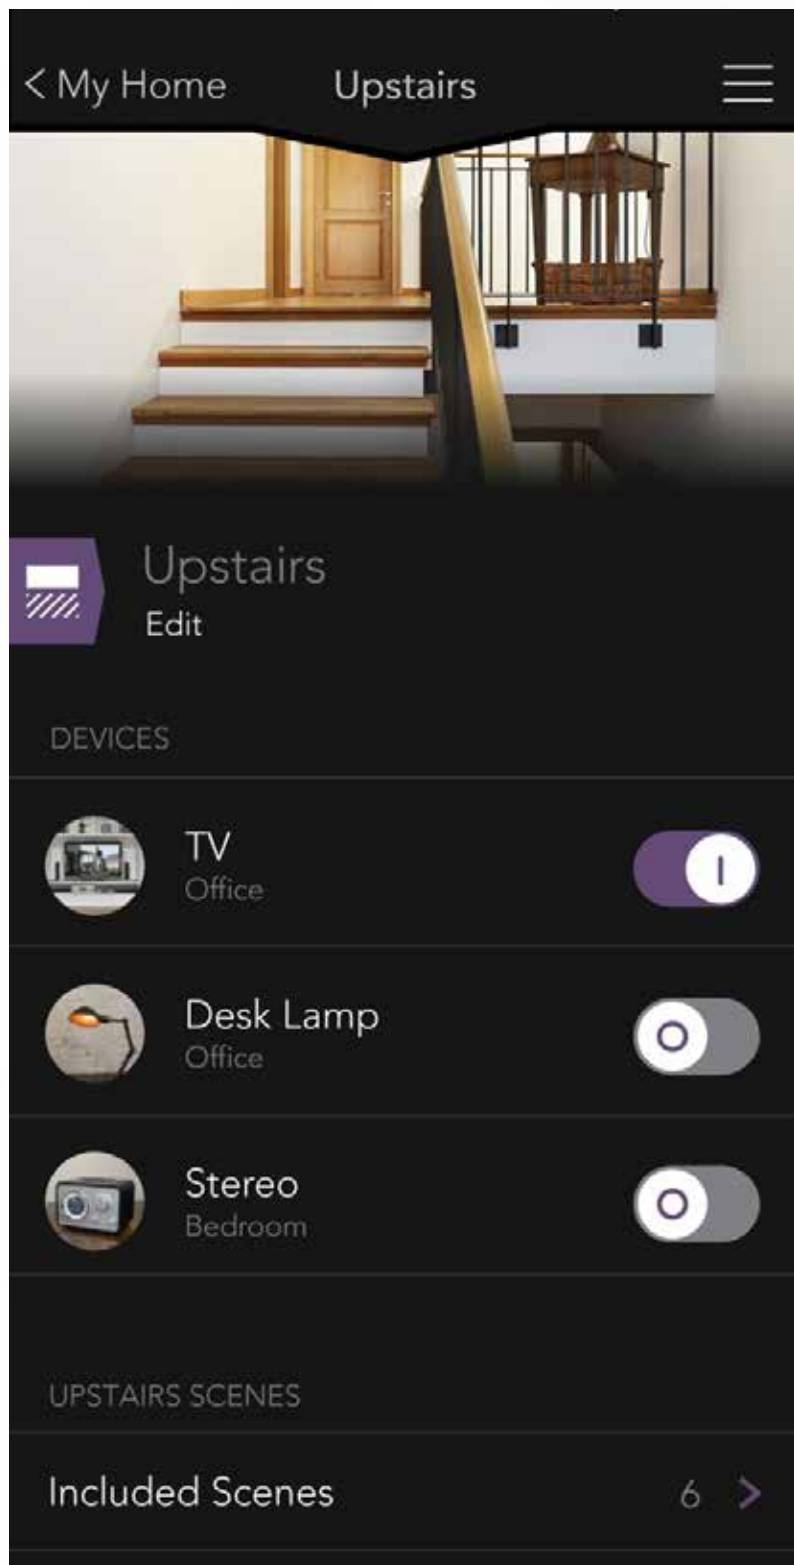 < My Home
Upstairs
Upstairs
Edit
DEVICES
TV
Office
Desk Lamp
Office
Stereo
Bedroom
UPSTAIRS SCENES
Included Scenes 6 >